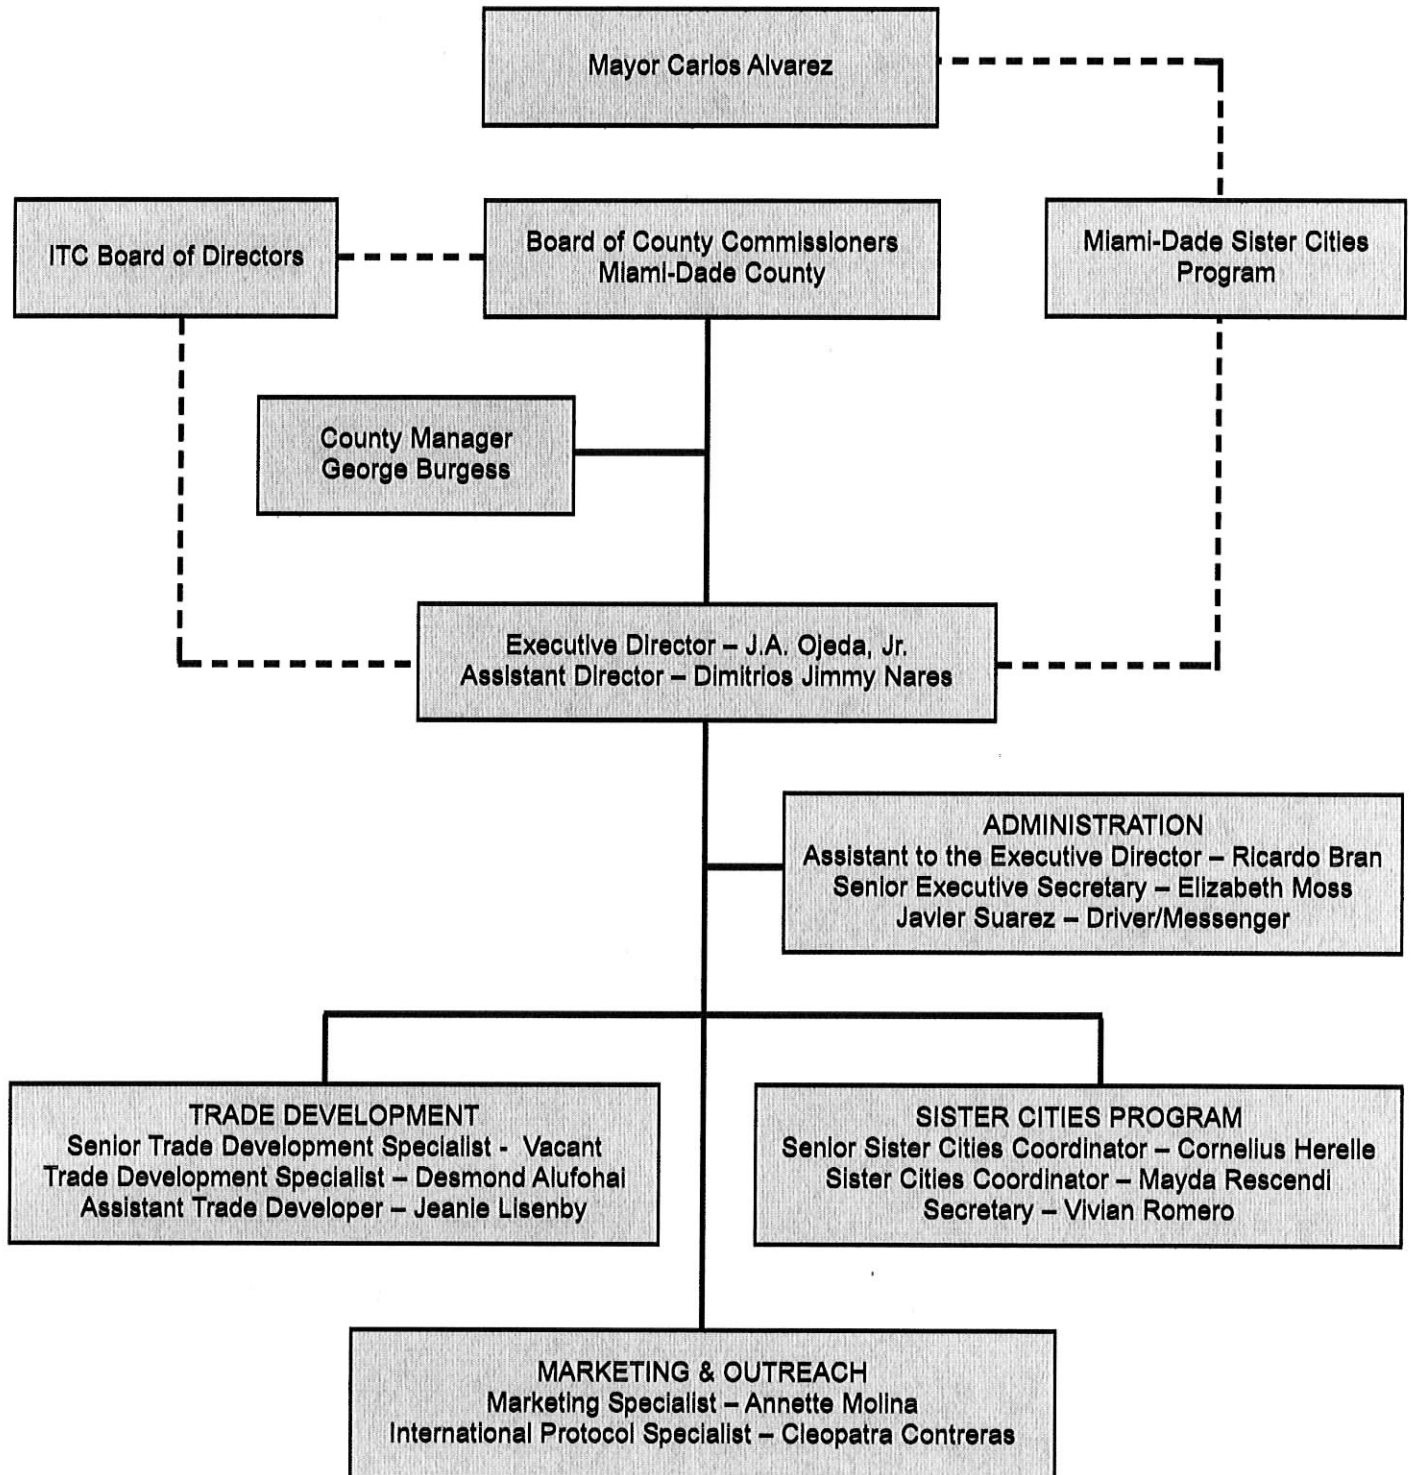 Mayor Carlos Alvarez
ITC Board of Directors
Board of County Commissioners
Miami-Dade County
Miami-Dade Sister Cities
Program
County Manager
George Burgess
Executive Director – J.A. Ojeda, Jr.
Assistant Director – Dimitrios Jimmy Nares
ADMINISTRATION
Assistant to the Executive Director – Ricardo Bran
Senior Executive Secretary – Elizabeth Moss
Javier Suarez – Driver/Messenger
TRADE DEVELOPMENT
Senior Trade Development Specialist - Vacant
Trade Development Specialist – Desmond Alufohai
Assistant Trade Developer – Jeanie Lisenby
SISTER CITIES PROGRAM
Senior Sister Cities Coordinator – Cornelius Herelle
Sister Cities Coordinator – Mayda Rescendi
Secretary – Vivian Romero
MARKETING & OUTREACH
Marketing Specialist – Annette Molina
International Protocol Specialist – Cleopatra Contreras